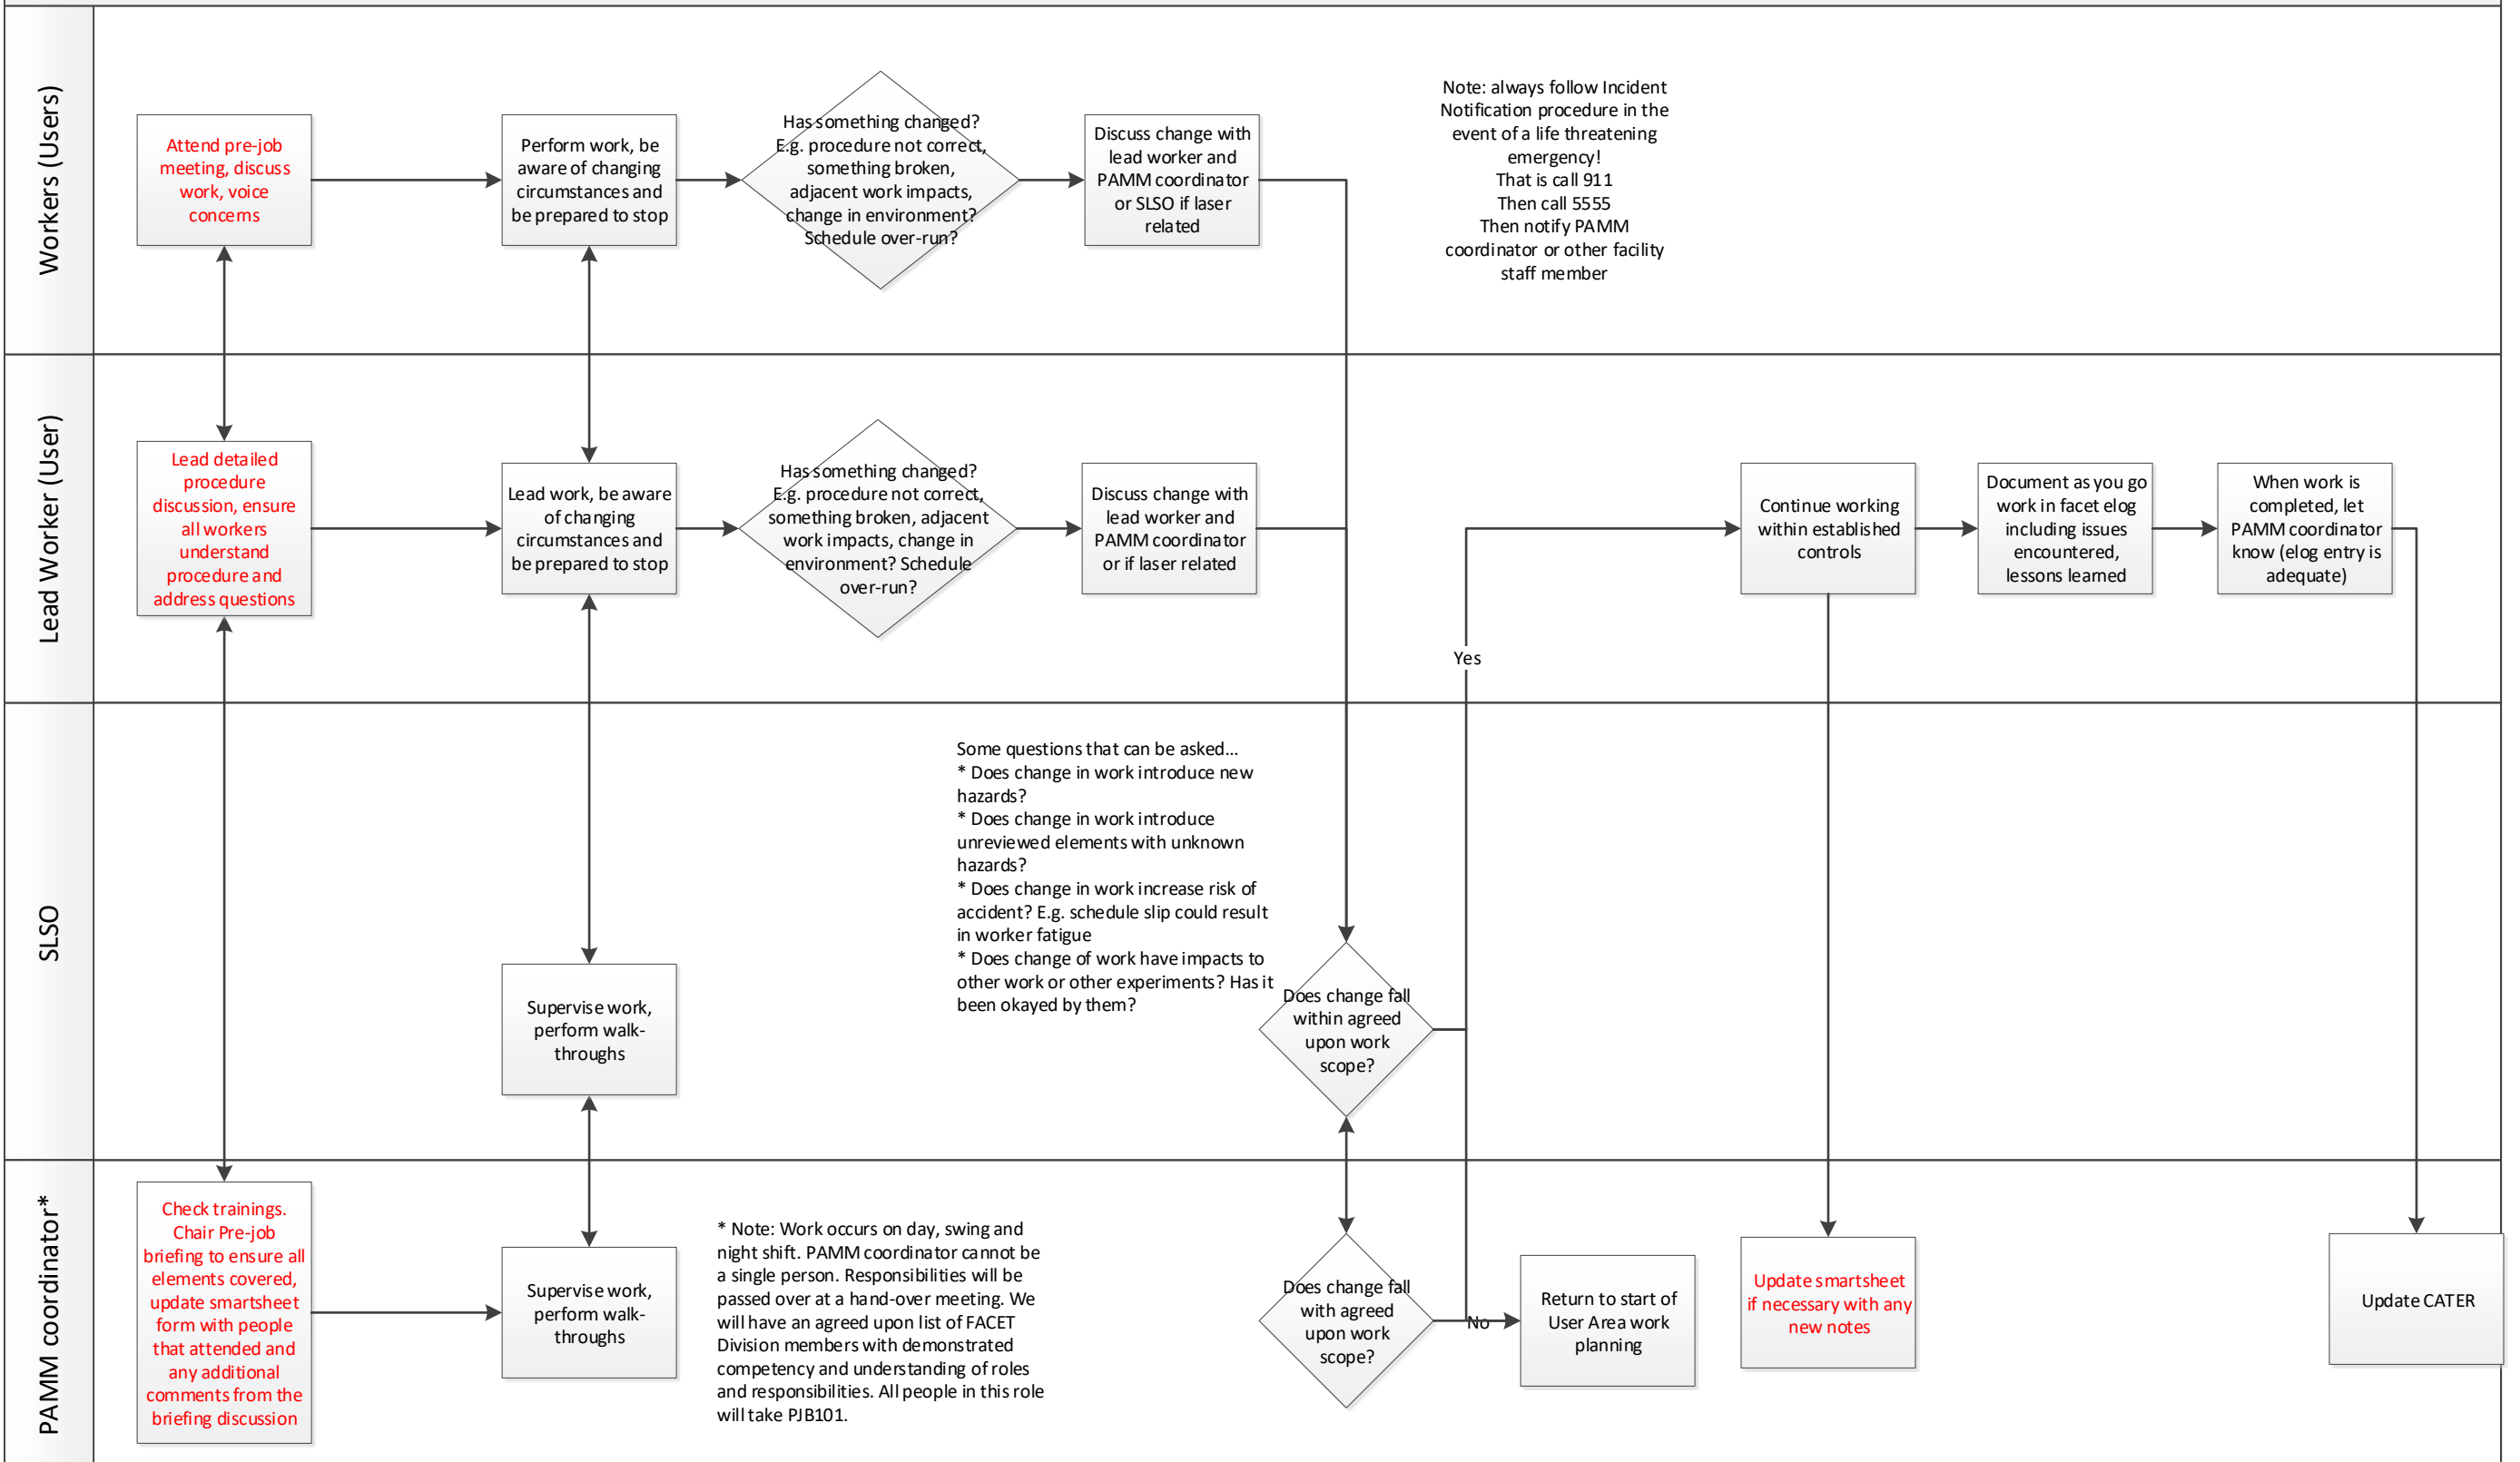 Workers (Users)
Attend pre-job
meeting, discuss
work, voice
concerns
Perform work, be
aware of changing
circumstances and
be prepared to stop
Has something changed?
E.g. procedure not correct,
something broken,
adjacent work impacts,
change in environment?
Schedule over-run?
Discuss change with
lead worker and
PAMM coordinator
or SLSO if laser
related
Note: always follow Incident
Notification procedure in the
event of a life threatening
emergency!
That is call 911
Then call 5555
Then notify PAMM
coordinator or other facility
staff member
Lead Worker (User)
Lead detailed
procedure
discussion, ensure
all workers
understand
procedure and
address questions
Lead work, be aware
of changing
circumstances and
be prepared to stop
Has something changed?
E.g. procedure not correct,
something broken, adjacent
work impacts, change in
environment? Schedule
over-run?
Discuss change with
lead worker and
PAMM coordinator
or if laser related
Yes
Continue working
within established
controls
Document as you go
work in facet elog
including issues
encountered,
lessons learned
When work is
completed, let
PAMM coordinator
know (elog entry is
adequate)
SLSO
Supervise work,
perform walk-
throughs
Some questions that can be asked...
* Does change in work introduce new
hazards?
* Does change in work introduce
unreviewed elements with unknown
hazards?
* Does change in work increase risk of
accident? E.g. schedule slip could result
in worker fatigue
* Does change of work have impacts to
other work or other experiments? Has it
been okayed by them?
Does change fall
within agreed
upon work
scope?
PAMM coordinator*
Check trainings.
Chair Pre-job
briefing to ensure all
elements covered,
update smartsheet
form with people
that attended and
any additional
comments from the
briefing discussion
Supervise work,
perform walk-
throughs
* Note: Work occurs on day, swing and
night shift. PAMM coordinator cannot be
a single person. Responsibilities will be
passed over at a hand-over meeting. We
will have an agreed upon list of FACET
Division members with demonstrated
competency and understanding of roles
and responsibilities. All people in this role
will take PJB101.
Does change fall
with agreed
upon work
scope?
No
Return to start of
User Area work
planning
Update smartsheet
if necessary with any
new notes
Update CATER